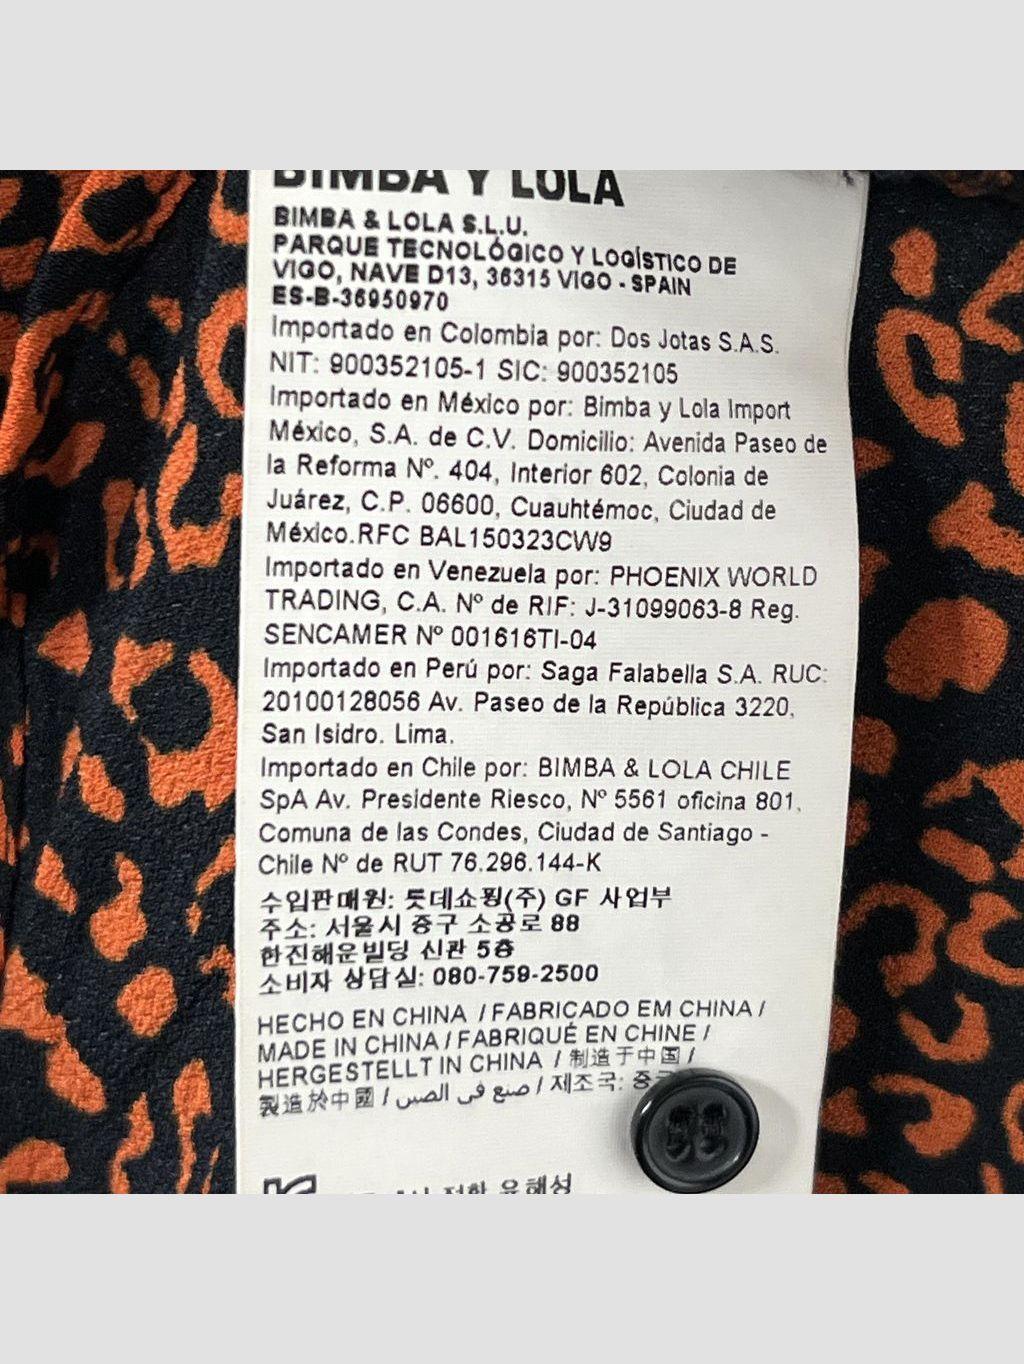 BIMBA Y LOLA
BIMBA & LOLA S.L.U.
PARQUE TECNOLÓGICO Y LOGÍSTICO DE
VIGO, NAVE D13, 36315 VIGO - SPAIN
ES-B-36950970
Importado en Colombia por: Dos Jotas S.A.S.
NIT: 900352105-1 SIC: 900352105
Importado en México por: Bimba y Lola Import
México, S.A. de C.V. Domicilio: Avenida Paseo de
la Reforma Nº. 404, Interior 602, Colonia de
Juárez, C.P. 06600, Cuauhtémoc, Ciudad de
México.RFC BAL150323CW9
Importado en Venezuela por: PHOENIX WORLD
TRADING, C.A. Nº de RIF: J-31099063-8 Reg.
SENCAMER Nº 001616TI-04
Importado en Perú por: Saga Falabella S.A. RUC:
20100128056 Av. Paseo de la República 3220,
San Isidro. Lima.
Importado en Chile por: BIMBA & LOLA CHILE
SpA Av. Presidente Riesco, Nº 5561 oficina 801,
Comuna de las Condes, Ciudad de Santiago -
Chile Nº de RUT 76.296.144-K
수입판매원: 롯데쇼핑(주) GF 사업부
주소: 서울시 중구 소공로 88
한진해운빌딩 신관 5층
소비자 상담실: 080-759-2500
HECHO EN CHINA / FABRICADO EM CHINA /
MADE IN CHINA / FABRIQUÉ EN CHINE /
HERGESTELLT IN CHINA / 制造于中国 /
製造於中國 / صنع في الصين / 제조국:
유해성